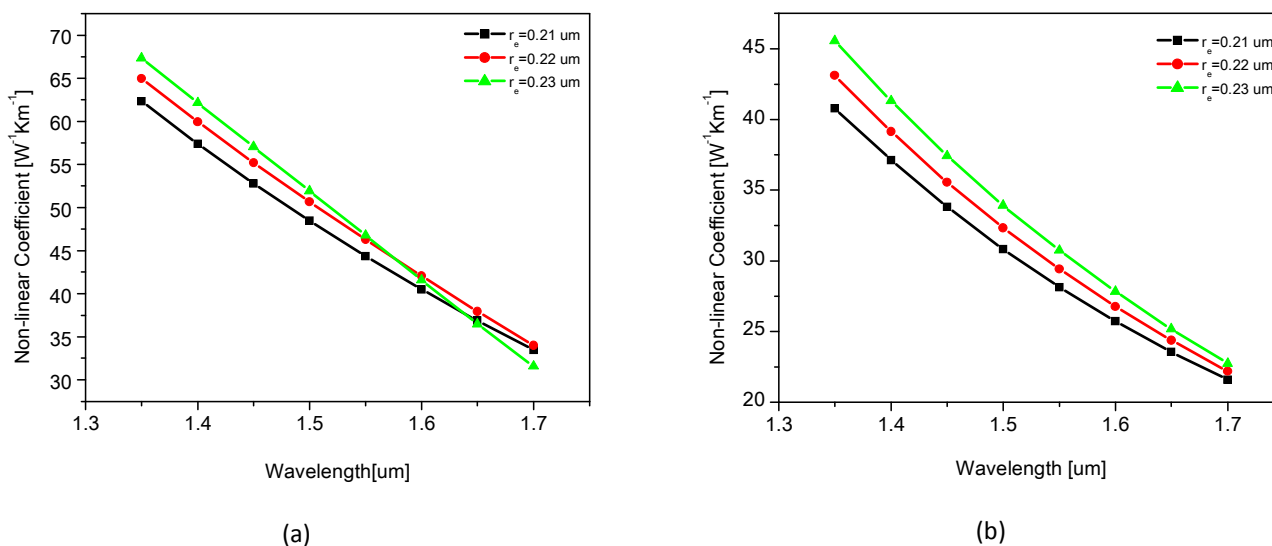 70
65
60
55
50
45
40
35
30
1.3 1.4 1.5 1.6 1.7
Non-linear Coefficient [W⁻¹Km⁻¹]
Wavelength[um]
rₑ=0.21 um
rₑ=0.22 um
rₑ=0.23 um
(a)
45
40
35
30
25
20
1.3 1.4 1.5 1.6 1.7
Non-linear Coefficient [W⁻¹Km⁻¹]
Wavelength [um]
rₑ=0.21 um
rₑ=0.22 um
rₑ=0.23 um
(b)